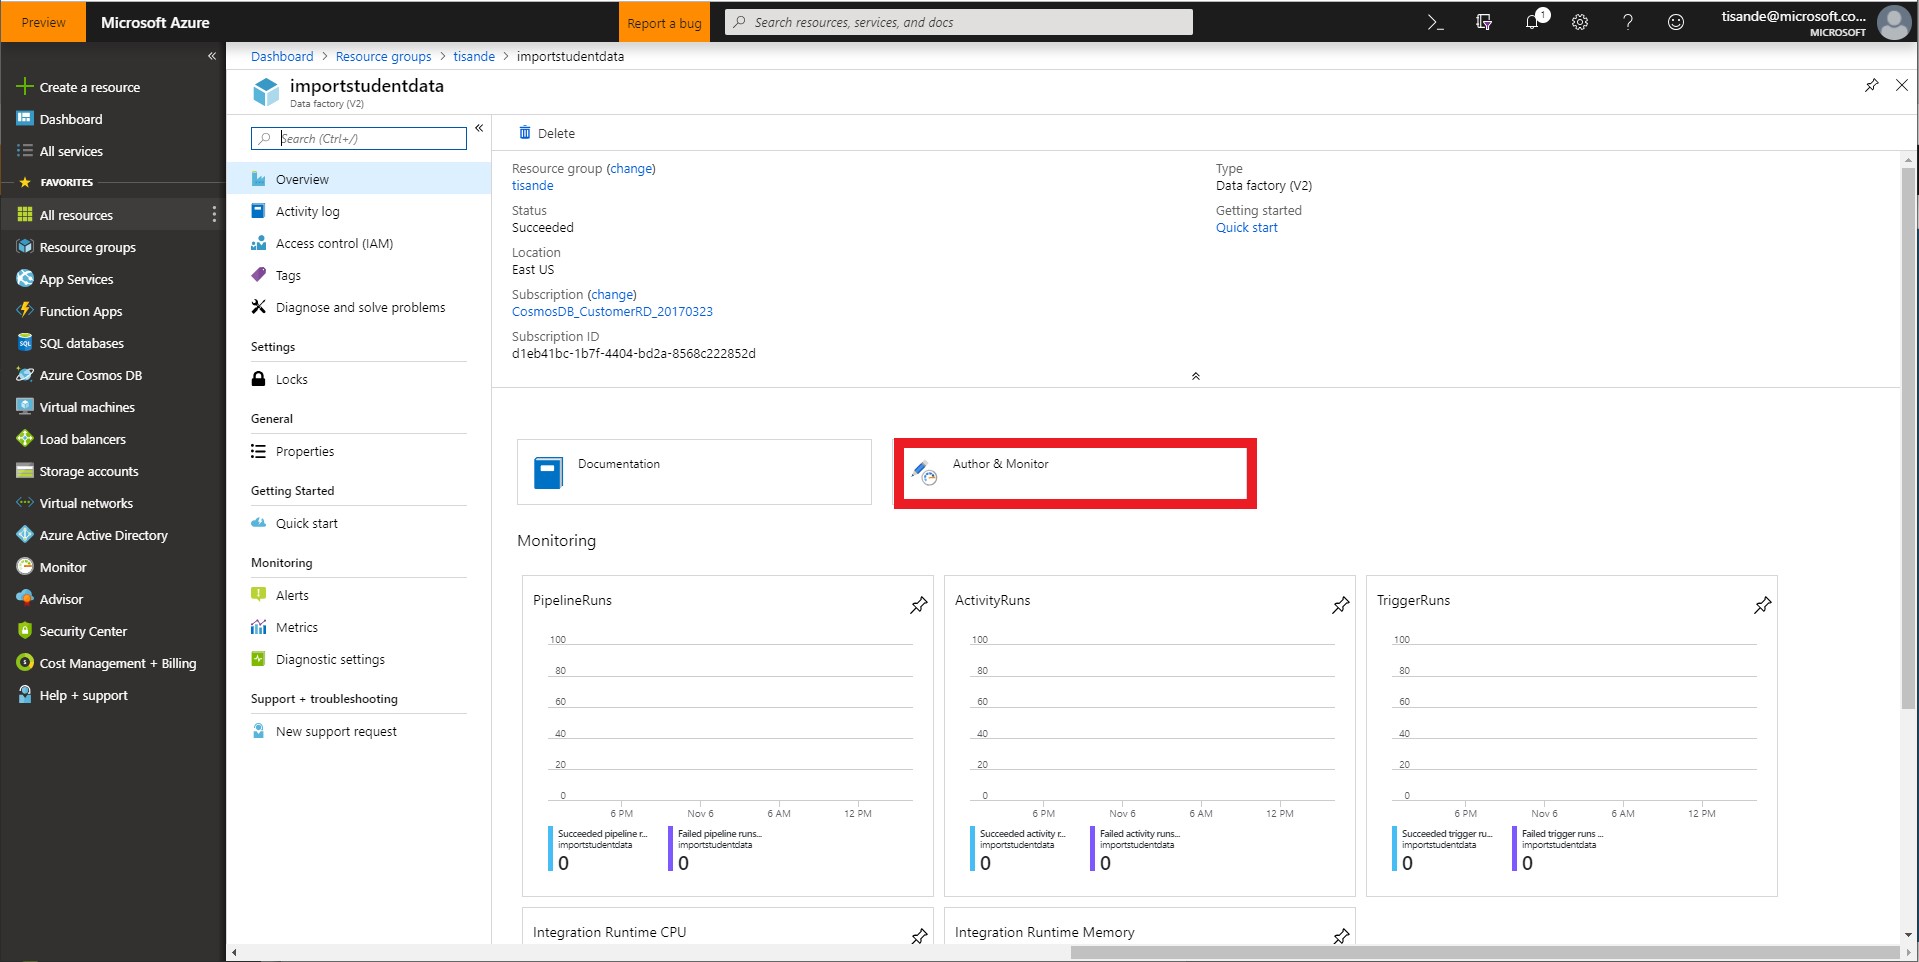 Preview
Microsoft Azure
Report a bug
Search resources, services, and docs
1
tisande@microsoft.co...
MICROSOFT
Create a resource
Dashboard
All services
FAVORITES
All resources
Resource groups
App Services
Function Apps
SQL databases
Azure Cosmos DB
Virtual machines
Load balancers
Storage accounts
Virtual networks
Azure Active Directory
Monitor
Advisor
Security Center
Cost Management + Billing
Help + support
Dashboard > Resource groups > tisande > importstudentdata
importstudentdata
Data factory (V2)
Search (Ctrl+/)
Overview
Activity log
Access control (IAM)
Tags
Diagnose and solve problems
Settings
Locks
General
Properties
Getting Started
Quick start
Monitoring
Alerts
Metrics
Diagnostic settings
Support + troubleshooting
New support request
Delete
Resource group (change)
tisande
Status
Succeeded
Location
East US
Subscription (change)
CosmosDB_CustomerRD_20170323
Subscription ID
d1eb41bc-1b7f-4404-bd2a-8568c222852d
Type
Data factory (V2)
Getting started
Quick start
Documentation
Author & Monitor
Monitoring
PipelineRuns
100
80
60
40
20
0
6 PM Nov 6 6 AM 12 PM
Succeeded pipeline r...
importstudentdata
0
Failed pipeline runs...
importstudentdata
0
ActivityRuns
100
80
60
40
20
0
6 PM Nov 6 6 AM 12 PM
Succeeded activity r...
importstudentdata
0
Failed activity runs...
importstudentdata
0
TriggerRuns
100
80
60
40
20
0
6 PM Nov 6 6 AM 12 PM
Succeeded trigger ru...
importstudentdata
0
Failed trigger runs ...
importstudentdata
0
Integration Runtime CPU
Integration Runtime Memory